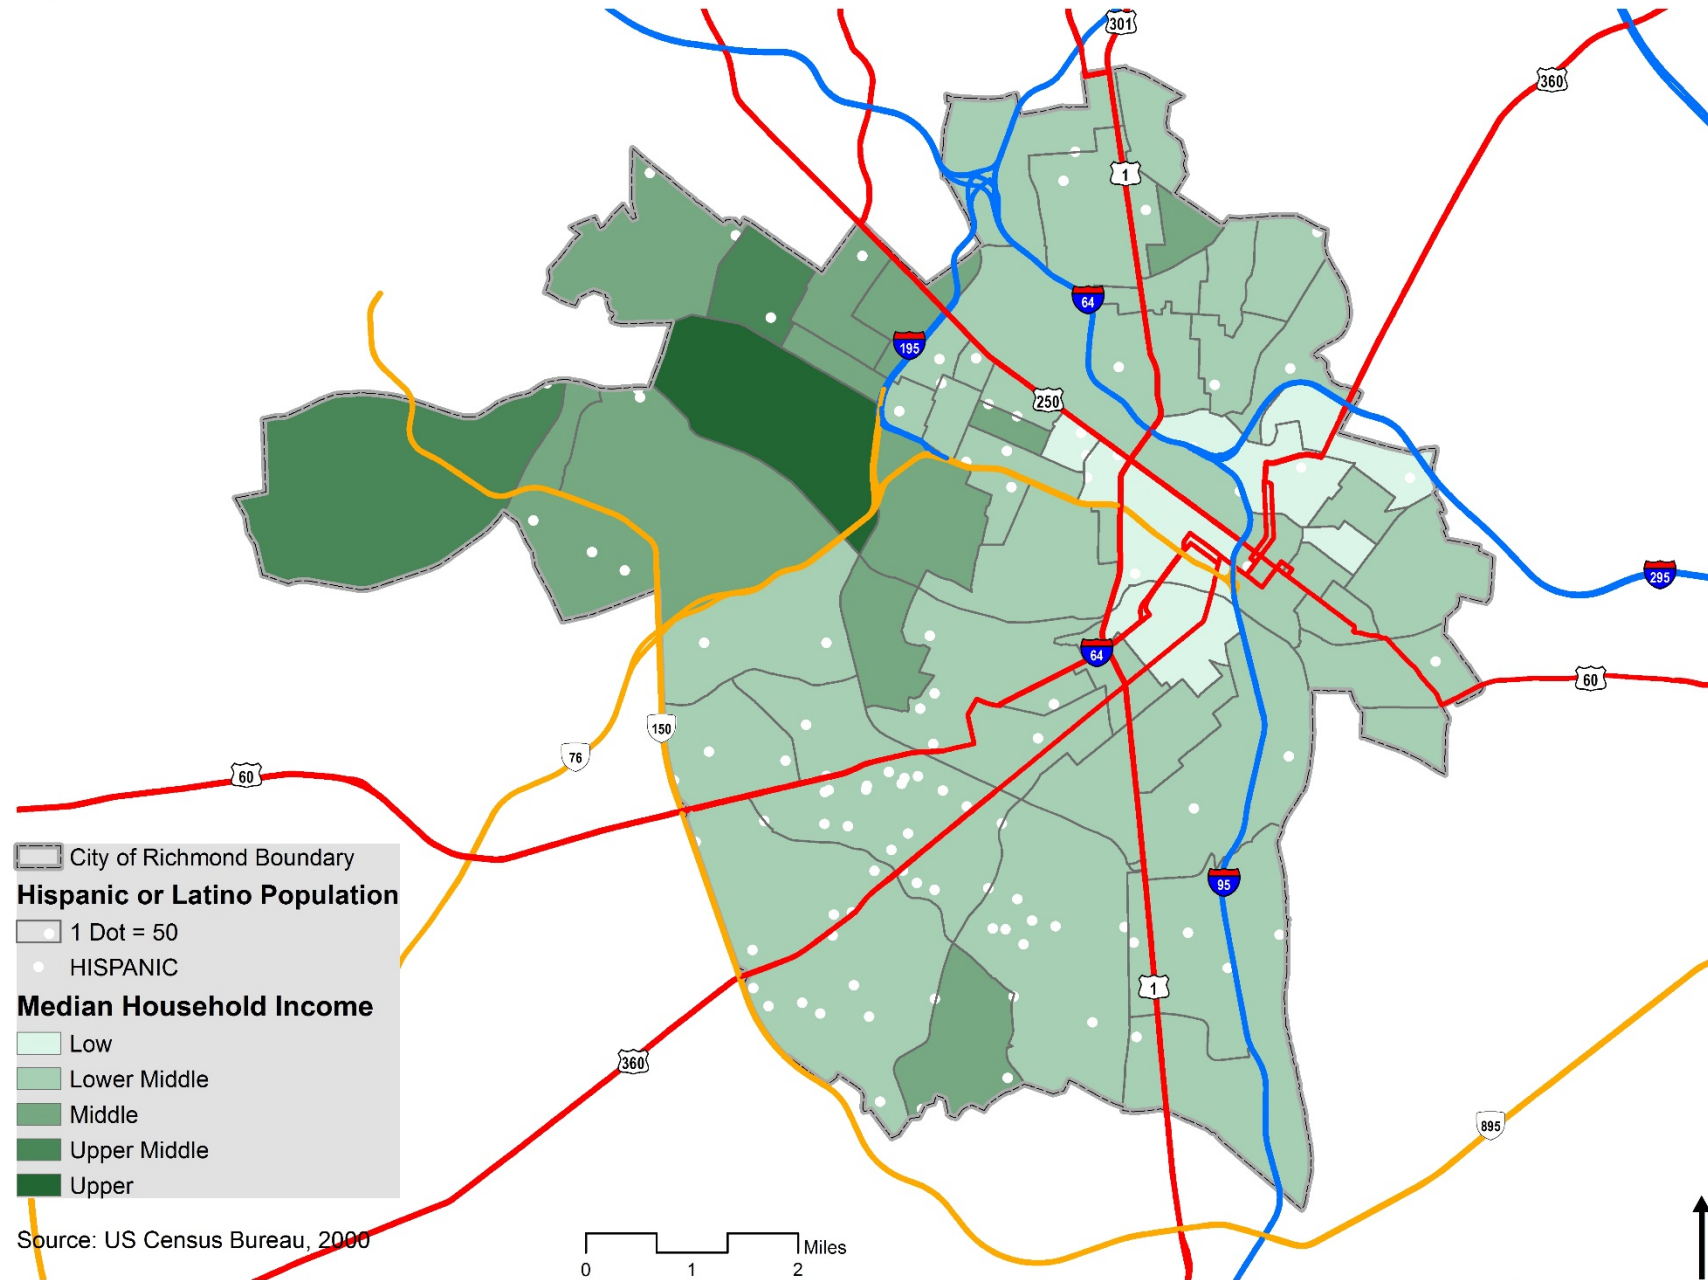 301
360
1
64
195
250
295
64
60
150
76
60
City of Richmond Boundary
Hispanic or Latino Population
1 Dot = 50
HISPANIC
Median Household Income
Low
Lower Middle
Middle
Upper Middle
Upper
95
1
360
895
Source: US Census Bureau, 2000
Miles
0 1 2